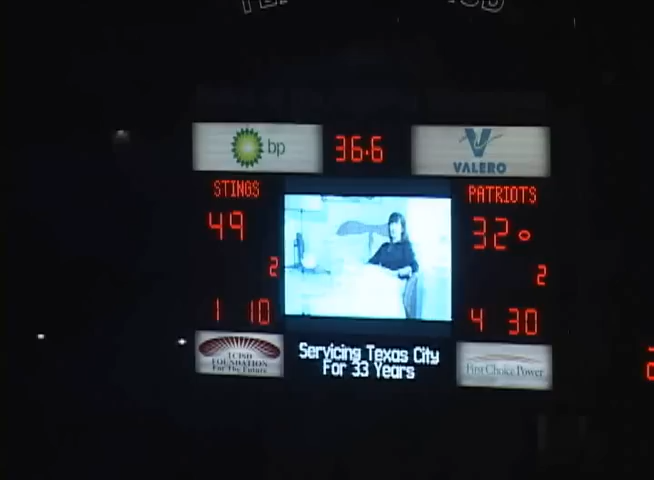 bp
36.6
VALERO
STINGS
PATRIOTS
49
32
2
2
1 10
4 30
TCISD
FOUNDATION
For The Future
Servicing Texas City
For 33 Years
First Choice Power